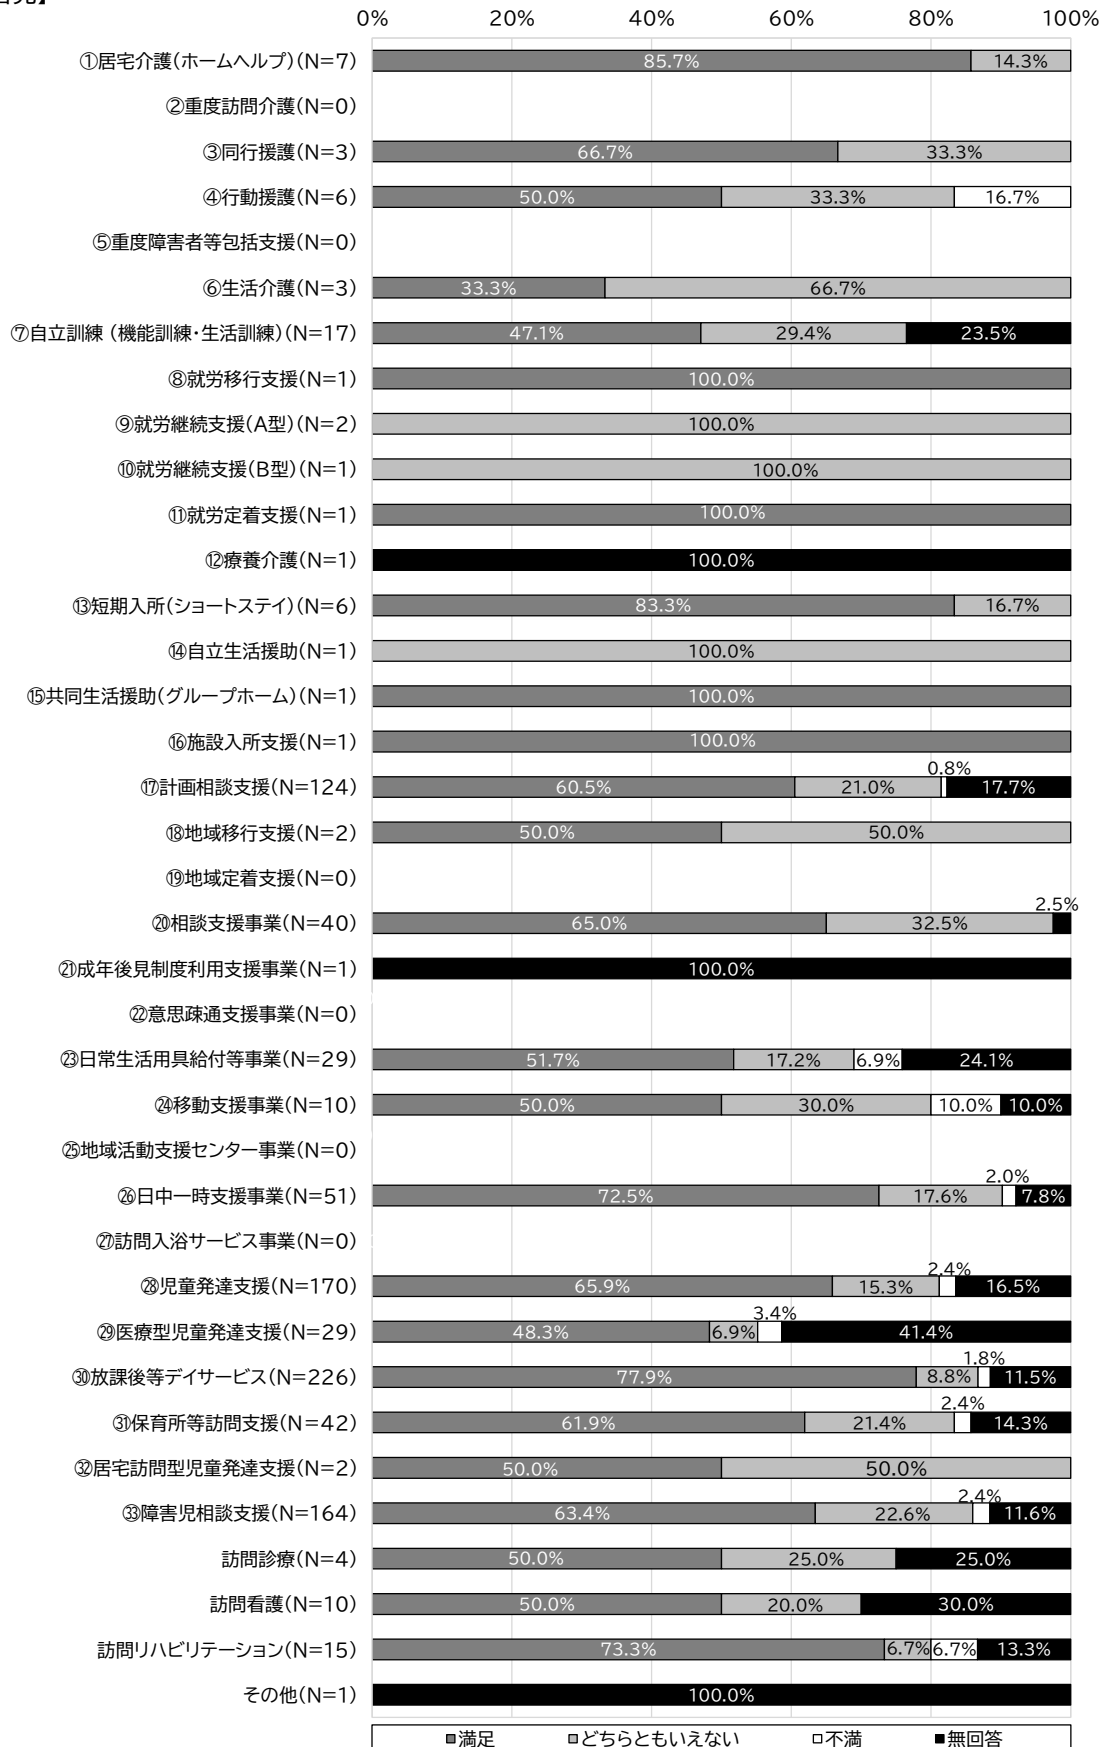 0% 20% 40% 60% 80% 100%
①居宅介護(ホームヘルプ)(N=7) 85.7% 14.3%
②重度訪問介護(N=0)
③同行援護(N=3) 66.7% 33.3%
④行動援護(N=6) 50.0% 33.3% 16.7%
⑤重度障害者等包括支援(N=0)
⑥生活介護(N=3) 33.3% 66.7%
⑦自立訓練 (機能訓練・生活訓練)(N=17) 47.1% 29.4% 23.5%
⑧就労移行支援(N=1) 100.0%
⑨就労継続支援(A型)(N=2) 100.0%
⑩就労継続支援(B型)(N=1) 100.0%
⑪就労定着支援(N=1) 100.0%
⑫療養介護(N=1) 100.0%
⑬短期入所(ショートステイ)(N=6) 83.3% 16.7%
⑭自立生活援助(N=1) 100.0%
⑮共同生活援助(グループホーム)(N=1) 100.0%
⑯施設入所支援(N=1) 100.0%
⑰計画相談支援(N=124) 60.5% 21.0% 0.8% 17.7%
⑱地域移行支援(N=2) 50.0% 50.0%
⑲地域定着支援(N=0)
⑳相談支援事業(N=40) 65.0% 32.5% 2.5%
㉑成年後見制度利用支援事業(N=1) 100.0%
㉒意思疎通支援事業(N=0)
㉓日常生活用具給付等事業(N=29) 51.7% 17.2% 6.9% 24.1%
㉔移動支援事業(N=10) 50.0% 30.0% 10.0% 10.0%
㉕地域活動支援センター事業(N=0)
㉖日中一時支援事業(N=51) 72.5% 17.6% 2.0% 7.8%
㉗訪問入浴サービス事業(N=0)
㉘児童発達支援(N=170) 65.9% 15.3% 2.4% 16.5%
㉙医療型児童発達支援(N=29) 48.3% 6.9% 3.4% 41.4%
㉚放課後等デイサービス(N=226) 77.9% 8.8% 1.8% 11.5%
㉛保育所等訪問支援(N=42) 61.9% 21.4% 2.4% 14.3%
㉜居宅訪問型児童発達支援(N=2) 50.0% 50.0%
㉝障害児相談支援(N=164) 63.4% 22.6% 2.4% 11.6%
訪問診療(N=4) 50.0% 25.0% 25.0%
訪問看護(N=10) 50.0% 20.0% 30.0%
訪問リハビリテーション(N=15) 73.3% 6.7% 6.7% 13.3%
その他(N=1) 100.0%
満足 どちらともいえない 不満 無回答